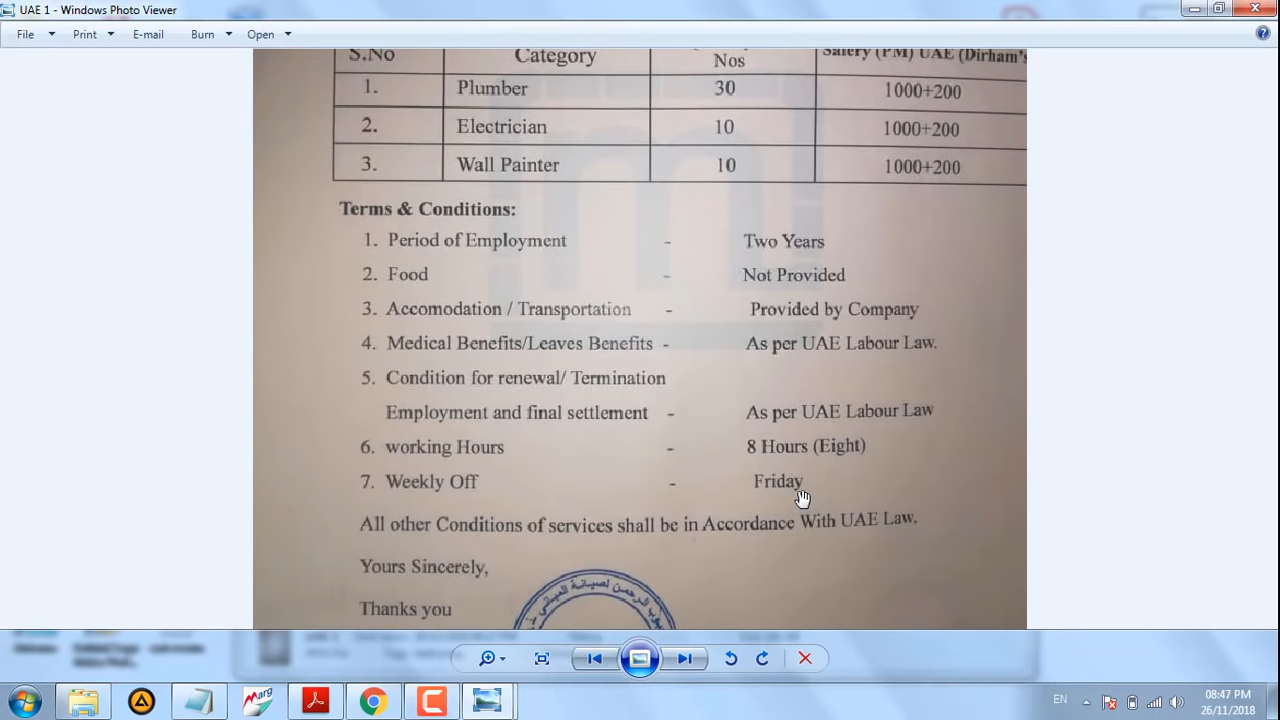 UAE 1 - Windows Photo Viewer
File Print E-mail Burn Open
S.No Category Nos Salery (PM) UAE (Dirham's
1. Plumber 30 1000+200
2. Electrician 10 1000+200
3. Wall Painter 10 1000+200
Terms & Conditions:
1. Period of Employment - Two Years
2. Food - Not Provided
3. Accomodation / Transportation - Provided by Company
4. Medical Benefits/Leaves Benefits - As per UAE Labour Law.
5. Condition for renewal/ Termination
Employment and final settlement - As per UAE Labour Law
6. working Hours - 8 Hours (Eight)
7. Weekly Off - Friday
All other Conditions of services shall be in Accordance With UAE Law.
Yours Sincerely,
Thanks you
الرحمن لصيانة المباني
Marg
EN
08:47 PM
26/11/2018